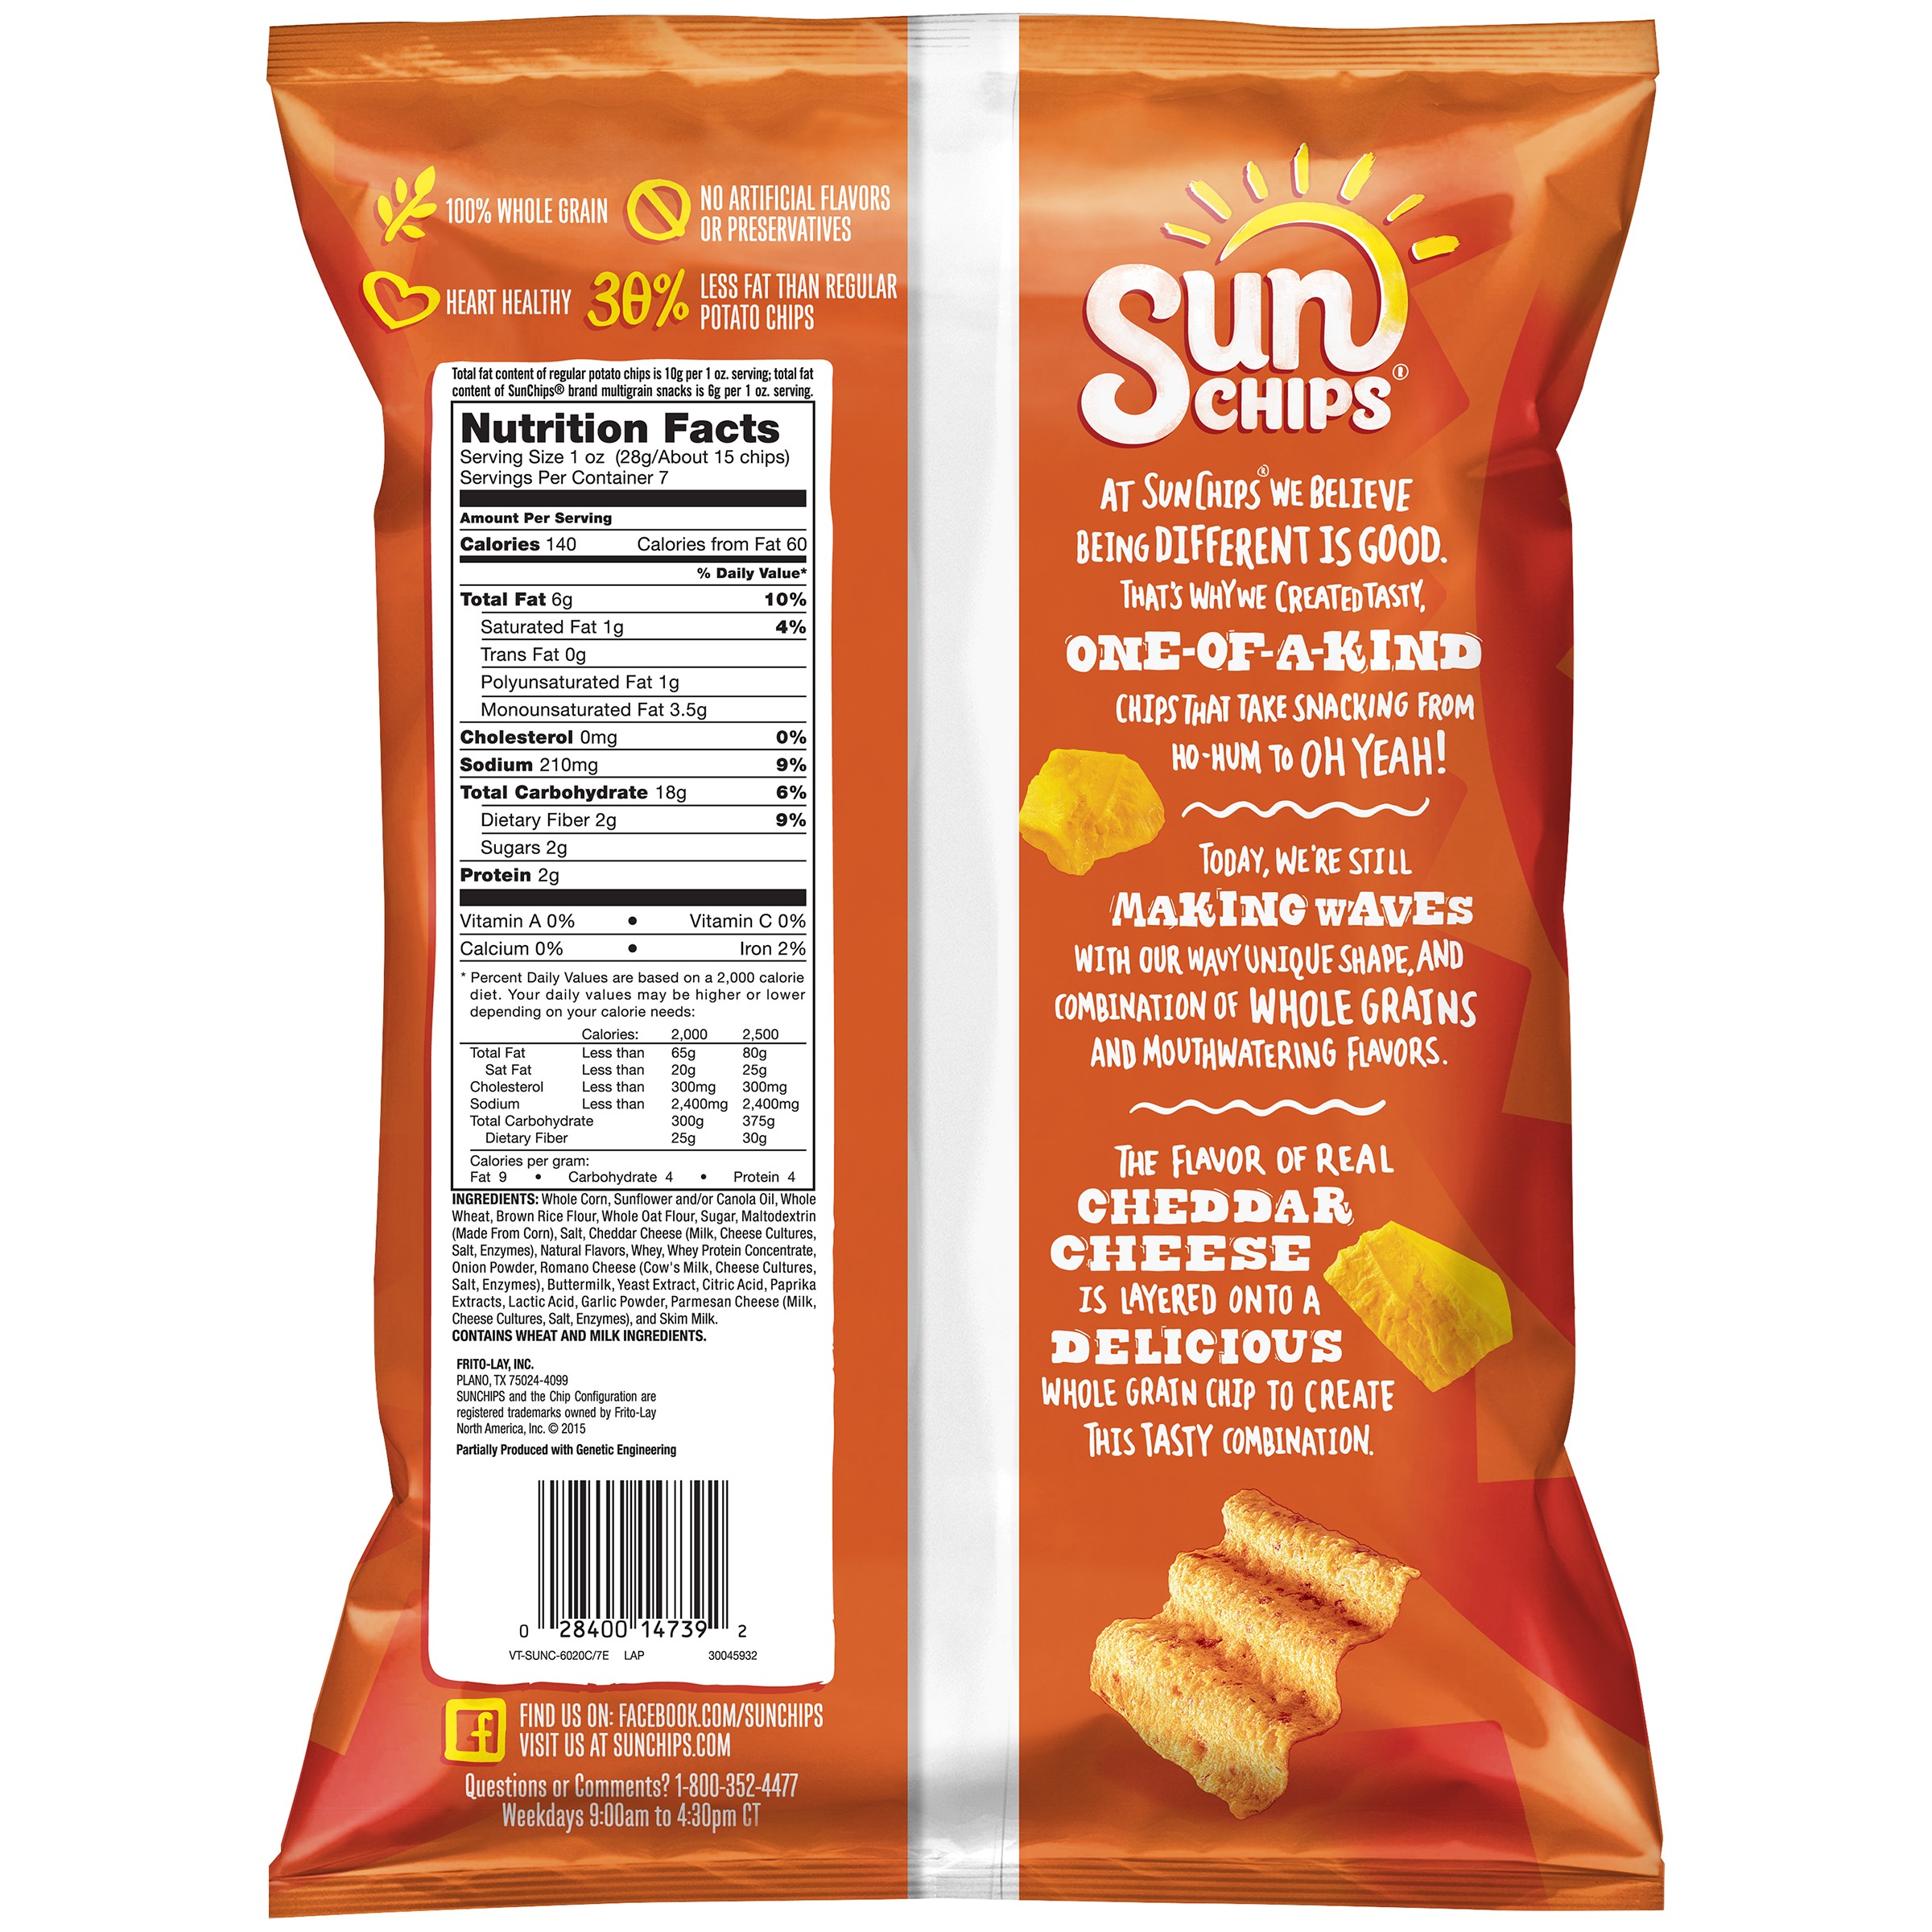 100% WHOLE GRAIN
NO ARTIFICIAL FLAVORS
OR PRESERVATIVES
HEART HEALTHY
30%
LESS FAT THAN REGULAR
POTATO CHIPS
Total fat content of regular potato chips is 10g per 1 oz. serving; total fat
content of SunChips® brand multigrain snacks is 6g per 1 oz. serving.
Nutrition Facts
Serving Size 1 oz (28g/About 15 chips)
Servings Per Container 7
Amount Per Serving
Calories 140 Calories from Fat 60
% Daily Value*
Total Fat 6g 10%
Saturated Fat 1g 4%
Trans Fat 0g
Polyunsaturated Fat 1g
Monounsaturated Fat 3.5g
Cholesterol 0mg 0%
Sodium 210mg 9%
Total Carbohydrate 18g 6%
Dietary Fiber 2g 9%
Sugars 2g
Protein 2g
Vitamin A 0% • Vitamin C 0%
Calcium 0% • Iron 2%
* Percent Daily Values are based on a 2,000 calorie
diet. Your daily values may be higher or lower
depending on your calorie needs:
Calories: 2,000 2,500
Total Fat Less than 65g 80g
Sat Fat Less than 20g 25g
Cholesterol Less than 300mg 300mg
Sodium Less than 2,400mg 2,400mg
Total Carbohydrate 300g 375g
Dietary Fiber 25g 30g
Calories per gram:
Fat 9 • Carbohydrate 4 • Protein 4
INGREDIENTS: Whole Corn, Sunflower and/or Canola Oil, Whole
Wheat, Brown Rice Flour, Whole Oat Flour, Sugar, Maltodextrin
(Made From Corn), Salt, Cheddar Cheese (Milk, Cheese Cultures,
Salt, Enzymes), Natural Flavors, Whey, Whey Protein Concentrate,
Onion Powder, Romano Cheese (Cow's Milk, Cheese Cultures,
Salt, Enzymes), Buttermilk, Yeast Extract, Citric Acid, Paprika
Extracts, Lactic Acid, Garlic Powder, Parmesan Cheese (Milk,
Cheese Cultures, Salt, Enzymes), and Skim Milk.
CONTAINS WHEAT AND MILK INGREDIENTS.
FRITO-LAY, INC.
PLANO, TX 75024-4099
SUNCHIPS and the Chip Configuration are
registered trademarks owned by Frito-Lay
North America, Inc. © 2015
Partially Produced with Genetic Engineering
0 28400 14739 2
VT-SUNC-6020C/7E LAP 30045932
f
FIND US ON: FACEBOOK.COM/SUNCHIPS
VISIT US AT SUNCHIPS.COM
Questions or Comments? 1-800-352-4477
Weekdays 9:00am to 4:30pm CT
Sun
CHIPS®
AT SUNCHIPS® WE BELIEVE
BEING DIFFERENT IS GOOD.
THAT'S WHY WE CREATED TASTY,
ONE-OF-A-KIND
CHIPS THAT TAKE SNACKING FROM
HO-HUM TO OH YEAH!
TODAY, WE'RE STILL
MAKING WAVES
WITH OUR WAVY UNIQUE SHAPE, AND
COMBINATION OF WHOLE GRAINS
AND MOUTHWATERING FLAVORS.
THE FLAVOR OF REAL
CHEDDAR
CHEESE
IS LAYERED ONTO A
DELICIOUS
WHOLE GRAIN CHIP TO CREATE
THIS TASTY COMBINATION.